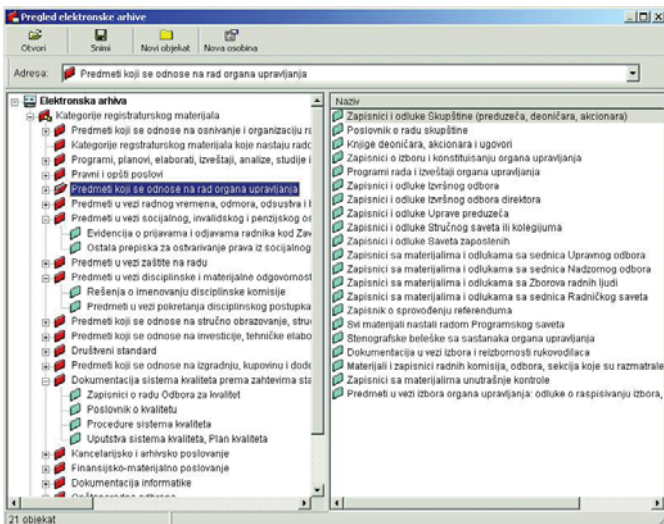 Pregled elektronske arhive
Otvori
Snimi
Novi objekat
Nova osobina
Adresa:
Predmeti koji se odnose na rad organa upravljanja
Elektronska arhiva
Kategorije registraturskog materijala
Predmeti koji se odnose na osnivanje i organizaciju ra
Kategorije regstraturskog materijala koje nastaju radc
Programi, planovi, elaborati, izveštaji, analize, studije i
Pravni i opšti poslovi
Predmeti koji se odnose na rad organa upravljanja
Predmeti u vezi radnog vremena, odmora, odsustva i
Predmeti u vezi socijalnog, invalidskog i penzijskog os
Evidencija o prijavama i odjavama radnika kod Zav
Ostala prepiska za ostvarivanje prava iz socijalnog
Predmeti u vezi zaštite na radu
Predmeti u vezi disciplinske i materijalne odgovornost
Rešenja o imenovanju disciplinske komisije
Predmeti u vezi pokretanja disciplinskog postupka
Predmeti koji se odnose na stručno obrazovanje, stru
Predmeti koji se odnose na investicije, tehničke elabo
Društveni standard
Predmeti koji se odnose na izgradnju, kupovinu i dode
Dokumentacija sistema kvaliteta prema zahtevima sta
Zapisnici o radu Odbora za kvalitet
Poslovnik o kvalitetu
Procedure sistema kvaliteta
Uputstva sistema kvaliteta, Plan kvaliteta
Kancelarijsko i arhivsko poslovanje
Finansijsko-materijalno poslovanje
Dokumentacija informatike
Naziv
Zapisnici i odluke Skupštine (preduzeća, deoničara, akcionara)
Poslovnik o radu skupštine
Knjige deoničara, akcionara i ugovori
Zapisnici o izboru i konstituisanju organa upravljanja
Programi rada i izveštaji organa upravljanja
Zapisnici i odluke Izvršnog odbora
Zapisnici i odluke Izvršnog odbora direktora
Zapisnici i odluke Uprave preduzeća
Zapisnici i odluke Stručnog saveta ili kolegijuma
Zapisnici i odluke Saveta zaposlenih
Zapisnici sa materijalima i odlukama sa sednica Upravnog odbora
Zapisnici sa materijalima i odlukama sa sednica Nadzornog odbora
Zapisnici sa materijalima i odlukama sa Zborova radnih ljudi
Zapisnici sa materijalima i odlukama sa sednica Radničkog saveta
Zapisnik o sprovođenju referenduma
Svi materijali nastali radom Programskog saveta
Stenografske beleške sa sastanaka organa upravljanja
Dokumentacija u vezi izbora i reizbornosti rukovodilaca
Materijali i zapisnici radnih komisija, odbora, sekcija koje su razmatrale
Zapisnici sa materijalima unutrašnje kontrole
Predmeti u vezi izbora organa upravljanja: odluke o raspisivanju izbora,
21 objekat